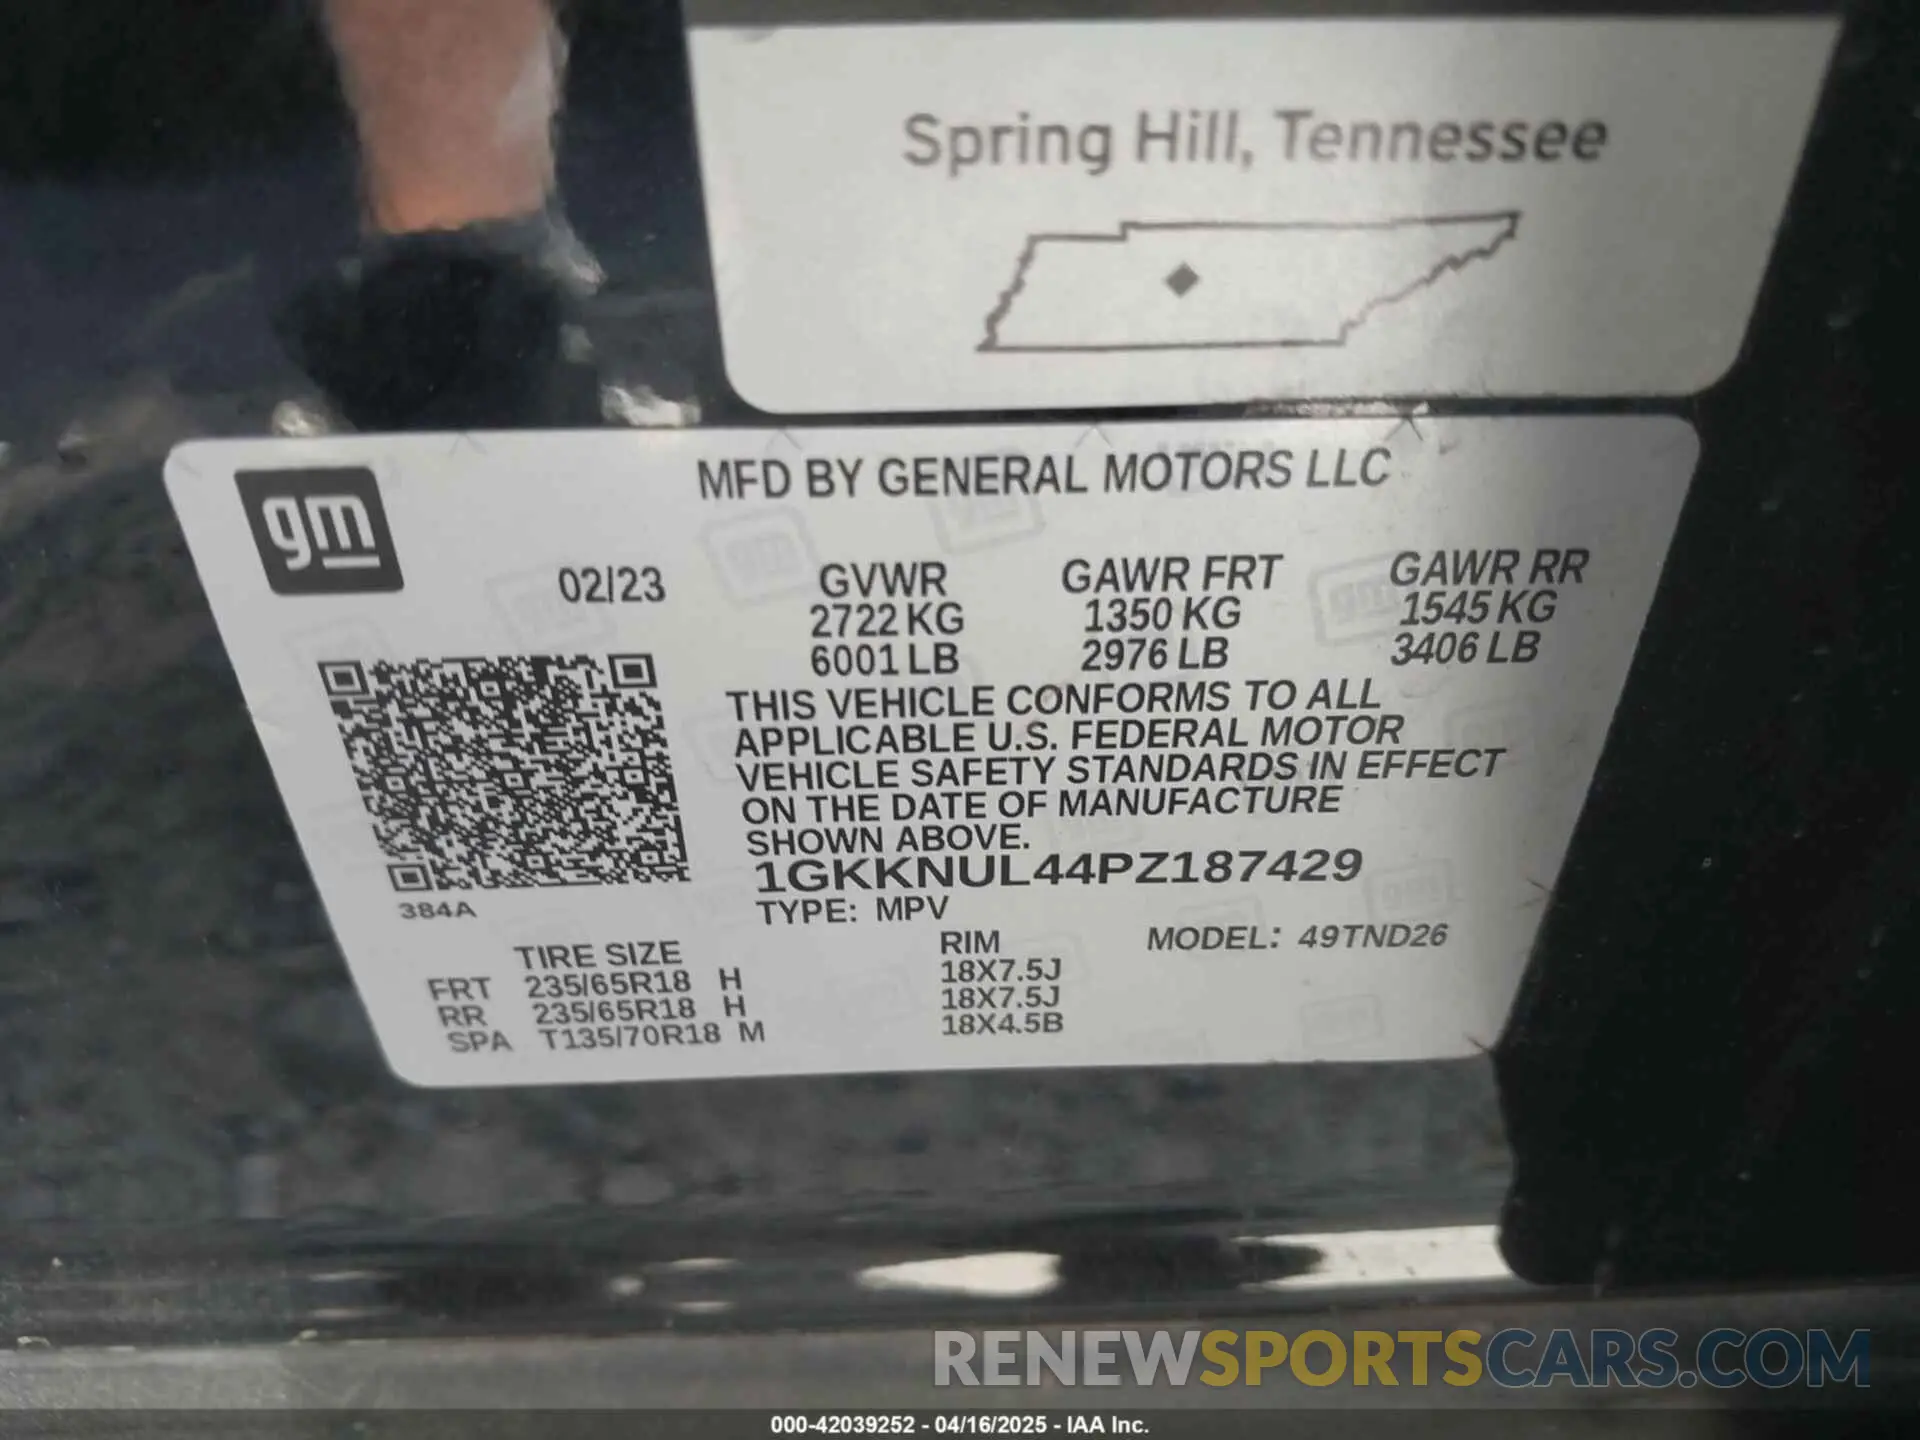 Spring Hill, Tennessee
gm
MFD BY GENERAL MOTORS LLC
02/23
GVWR GAWR FRT GAWR RR
2722 KG 1350 KG 1545 KG
6001 LB 2976 LB 3406 LB
THIS VEHICLE CONFORMS TO ALL
APPLICABLE U.S. FEDERAL MOTOR
VEHICLE SAFETY STANDARDS IN EFFECT
ON THE DATE OF MANUFACTURE
SHOWN ABOVE.
1GKKNUL44PZ187429
384A
TYPE: MPV
MODEL: 49TND26
TIRE SIZE RIM
FRT 235/65R18 H 18X7.5J
RR 235/65R18 H 18X7.5J
SPA T135/70R18 M 18X4.5B
RENEWSPORTSCARS.COM
000-42039252 - 04/16/2025 - IAA Inc.